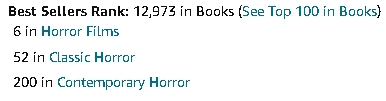 Best Sellers Rank: 12,973 in Books (See Top 100 in Books)
6 in Horror Films
52 in Classic Horror
200 in Contemporary Horror